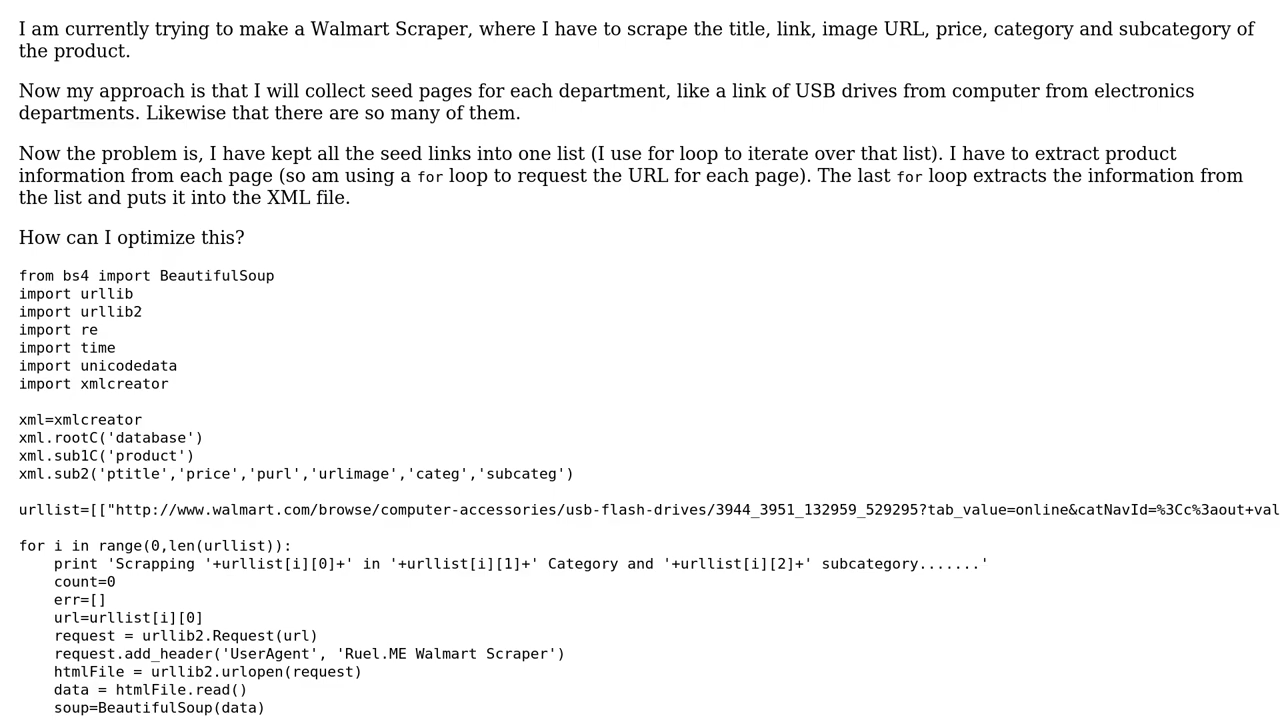 I am currently trying to make a Walmart Scraper, where I have to scrape the title, link, image URL, price, category and subcategory of
the product.
Now my approach is that I will collect seed pages for each department, like a link of USB drives from computer from electronics
departments. Likewise that there are so many of them.
Now the problem is, I have kept all the seed links into one list (I use for loop to iterate over that list). I have to extract product
information from each page (so am using a for loop to request the URL for each page). The last for loop extracts the information from
the list and puts it into the XML file.
How can I optimize this?
from bs4 import BeautifulSoup
import urllib
import urllib2
import re
import time
import unicodedata
import xmlcreator
xml=xmlcreator
xml.rootC('database')
xml.sub1C('product')
xml.sub2('ptitle','price','purl','urlimage','categ','subcateg')
urllist=[["http://www.walmart.com/browse/computer-accessories/usb-flash-drives/3944_3951_132959_529295?tab_value=online&catNavId=%3Cc%3aout+val
for i in range(0,len(urllist)):
    print 'Scrapping '+urllist[i][0]+' in '+urllist[i][1]+' Category and '+urllist[i][2]+' subcategory.......'
    count=0
    err=[]
    url=urllist[i][0]
    request = urllib2.Request(url)
    request.add_header('UserAgent', 'Ruel.ME Walmart Scraper')
    htmlFile = urllib2.urlopen(request)
    data = htmlFile.read()
    soup=BeautifulSoup(data)